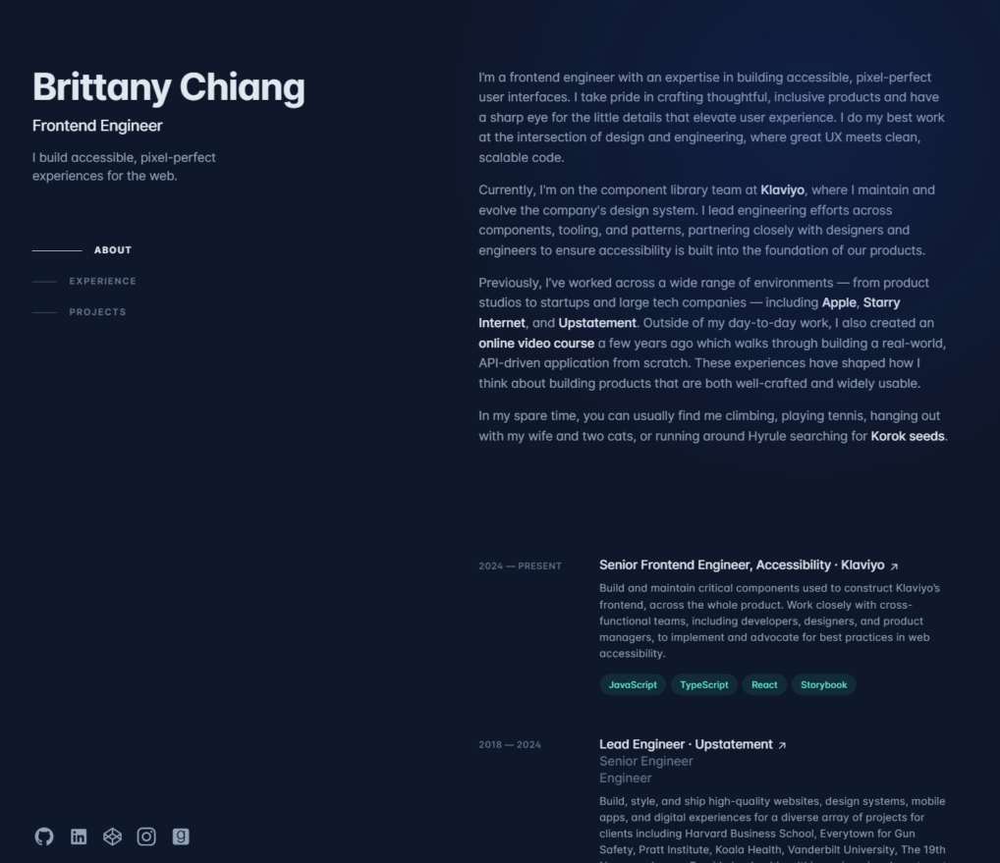 Brittany Chiang
Frontend Engineer
I build accessible, pixel-perfect
experiences for the web.
ABOUT
EXPERIENCE
PROJECTS
I'm a frontend engineer with an expertise in building accessible, pixel-perfect
user interfaces. I take pride in crafting thoughtful, inclusive products and have
a sharp eye for the little details that elevate user experience. I do my best work
at the intersection of design and engineering, where great UX meets clean,
scalable code.
Currently, I'm on the component library team at Klaviyo, where I maintain and
evolve the company's design system. I lead engineering efforts across
components, tooling, and patterns, partnering closely with designers and
engineers to ensure accessibility is built into the foundation of our products.
Previously, I've worked across a wide range of environments — from product
studios to startups and large tech companies — including Apple, Starry
Internet, and Upstatement. Outside of my day-to-day work, I also created an
online video course a few years ago which walks through building a real-world,
API-driven application from scratch. These experiences have shaped how I
think about building products that are both well-crafted and widely usable.
In my spare time, you can usually find me climbing, playing tennis, hanging out
with my wife and two cats, or running around Hyrule searching for Korok seeds.
2024 — PRESENT
Senior Frontend Engineer, Accessibility · Klaviyo
Build and maintain critical components used to construct Klaviyo's
frontend, across the whole product. Work closely with cross-
functional teams, including developers, designers, and product
managers, to implement and advocate for best practices in web
accessibility.
JavaScript TypeScript React Storybook
2018 — 2024
Lead Engineer · Upstatement
Senior Engineer
Engineer
Build, style, and ship high-quality websites, design systems, mobile
apps, and digital experiences for a diverse array of projects for
clients including Harvard Business School, Everytown for Gun
Safety, Pratt Institute, Koala Health, Vanderbilt University, The 19th